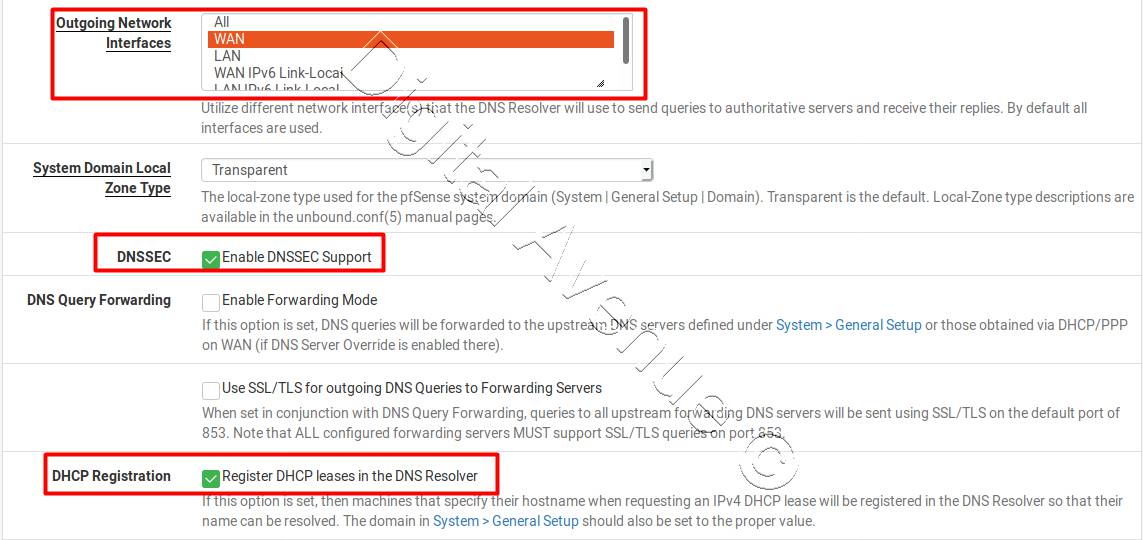 Outgoing Network
Interfaces
All
WAN
LAN
WAN IPv6 Link-Local
LAN IPv6 Link-Local
Utilize different network interface(s) that the DNS Resolver will use to send queries to authoritative servers and receive their replies. By default all
interfaces are used.
System Domain Local
Zone Type
Transparent
The local-zone type used for the pfSense system domain (System | General Setup | Domain). Transparent is the default. Local-Zone type descriptions are
available in the unbound.conf(5) manual pages.
DNSSEC
Enable DNSSEC Support
DNS Query Forwarding
Enable Forwarding Mode
If this option is set, DNS queries will be forwarded to the upstream DNS servers defined under System > General Setup or those obtained via DHCP/PPP
on WAN (if DNS Server Override is enabled there).
Use SSL/TLS for outgoing DNS Queries to Forwarding Servers
When set in conjunction with DNS Query Forwarding, queries to all upstream forwarding DNS servers will be sent using SSL/TLS on the default port of
853. Note that ALL configured forwarding servers MUST support SSL/TLS queries on port 853.
DHCP Registration
Register DHCP leases in the DNS Resolver
If this option is set, then machines that specify their hostname when requesting an IPv4 DHCP lease will be registered in the DNS Resolver so that their
name can be resolved. The domain in System > General Setup should also be set to the proper value.
Digital Avenue ©